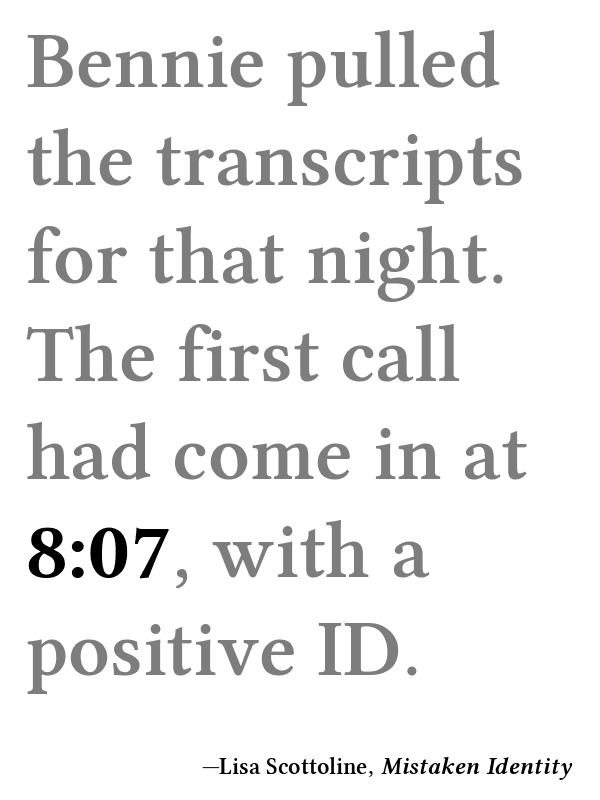 Bennie pulled
the transcripts
for that night.
The first call
had come in at
8:07, with a
positive ID.
—Lisa Scottoline, Mistaken Identity